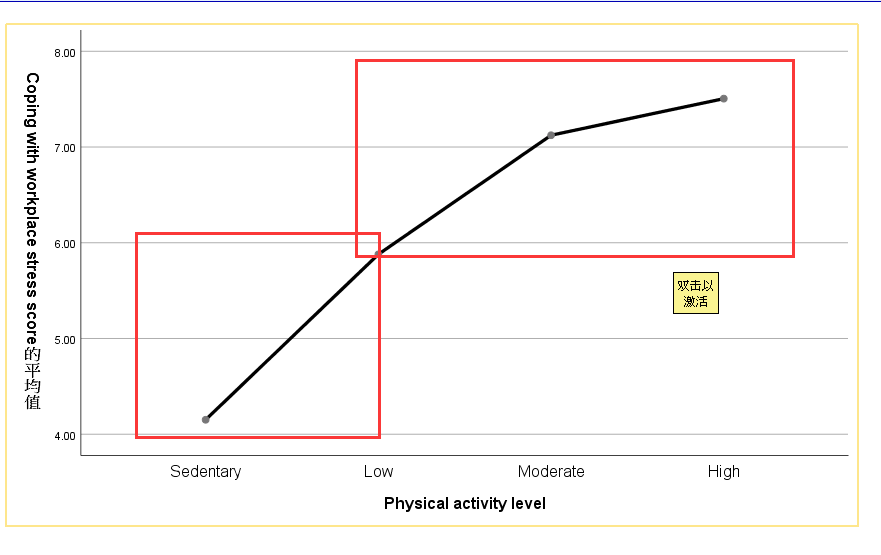 Coping with workplace stress score的平均值
8.00
7.00
6.00
5.00
4.00
双击以
激活
Sedentary Low Moderate High
Physical activity level